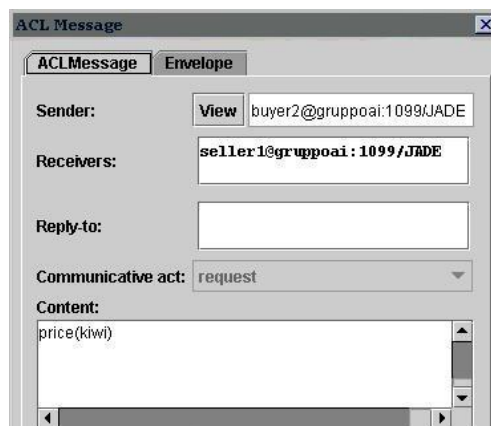 ACL Message
ACLMessage Envelope
Sender: View buyer2@gruppoai:1099/JADE
Receivers: seller1@gruppoai:1099/JADE
Reply-to:
Communicative act: request
Content:
price(kiwi)